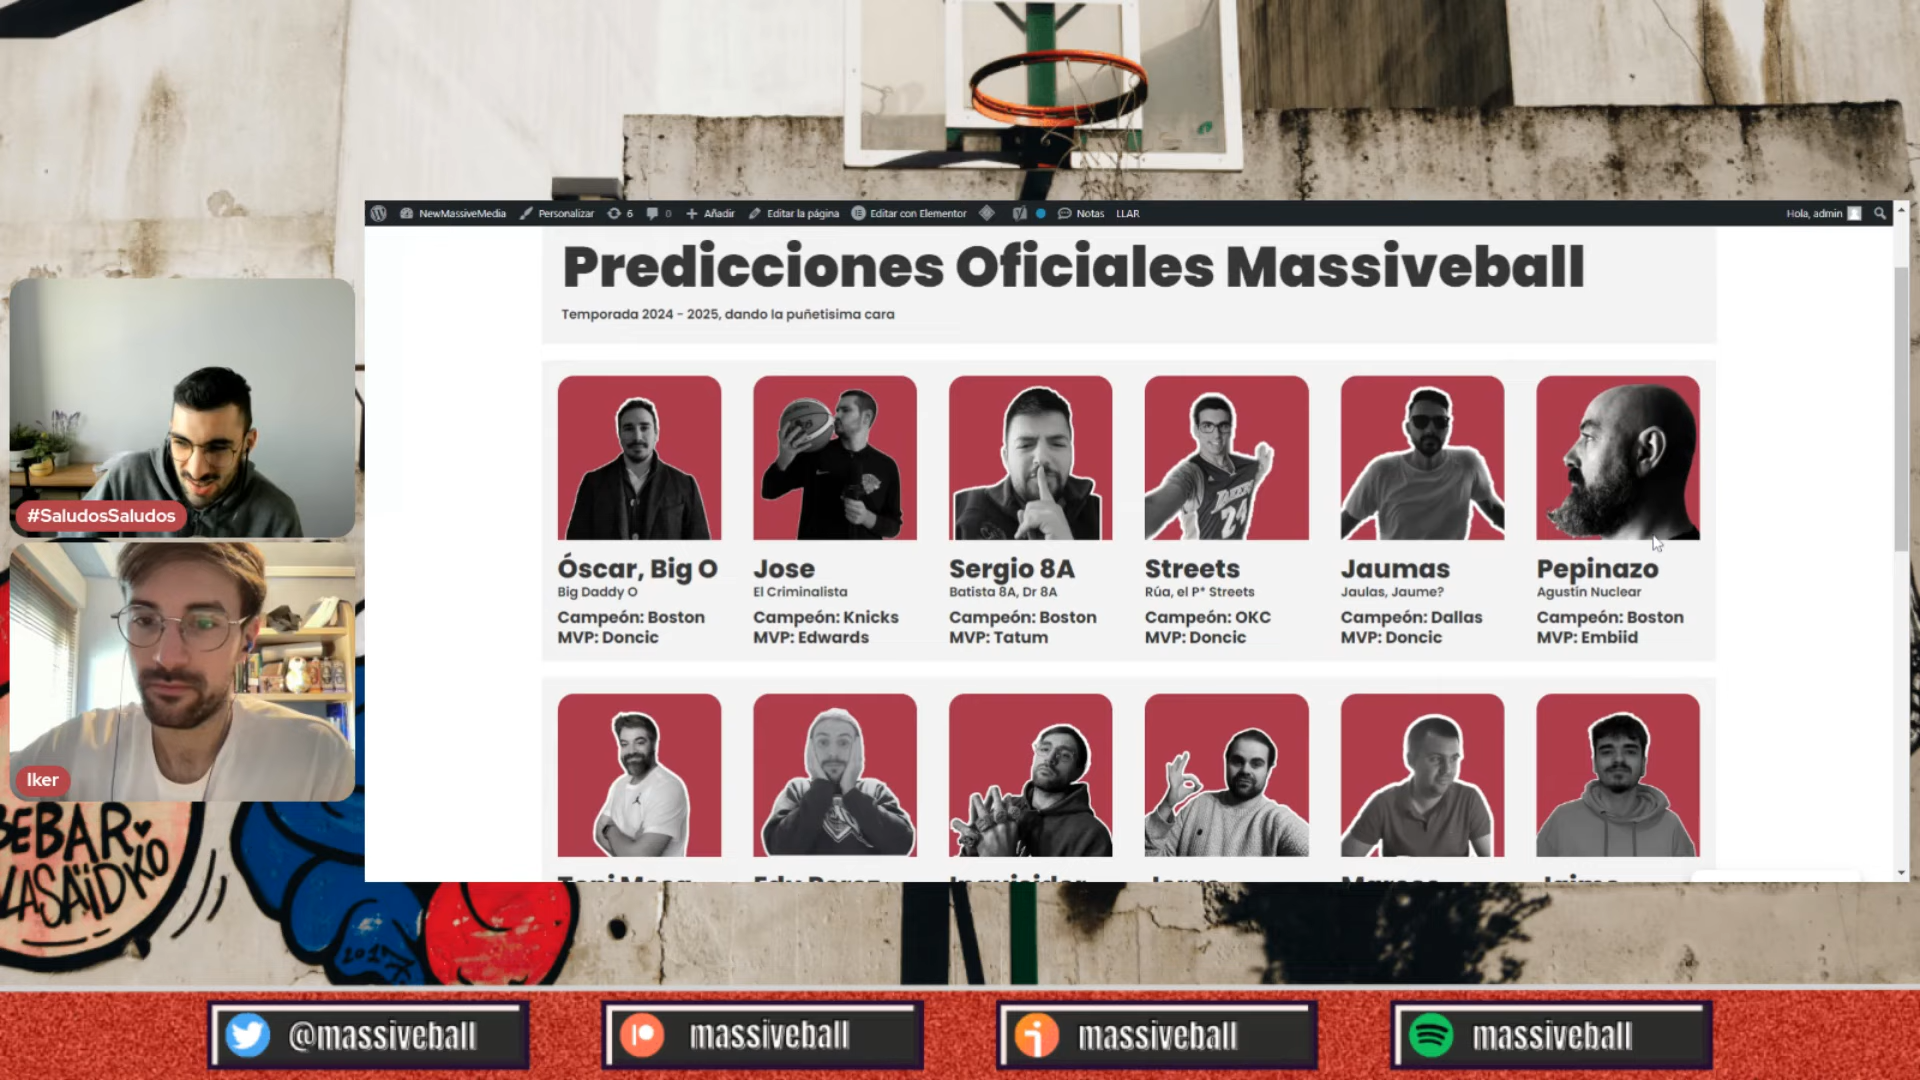 NewMassiveMedia Personalizar 6 0 Añadir Editar la página Editar con Elementor Notas LLAR Hola, admin
Predicciones Oficiales Massiveball
Temporada 2024 - 2025, dando la puñetisima cara
#SaludosSaludos
Iker
Óscar, Big O
Big Daddy O
Campeón: Boston
MVP: Doncic
Jose
El Criminalista
Campeón: Knicks
MVP: Edwards
Sergio 8A
Batista 8A, Dr 8A
Campeón: Boston
MVP: Tatum
Streets
Rúa, el P* Streets
Campeón: OKC
MVP: Doncic
Jaumas
Jaulas, Jaume?
Campeón: Dallas
MVP: Doncic
Pepinazo
Agustín Nuclear
Campeón: Boston
MVP: Embiid
24
@massiveball
massiveball
massiveball
massiveball